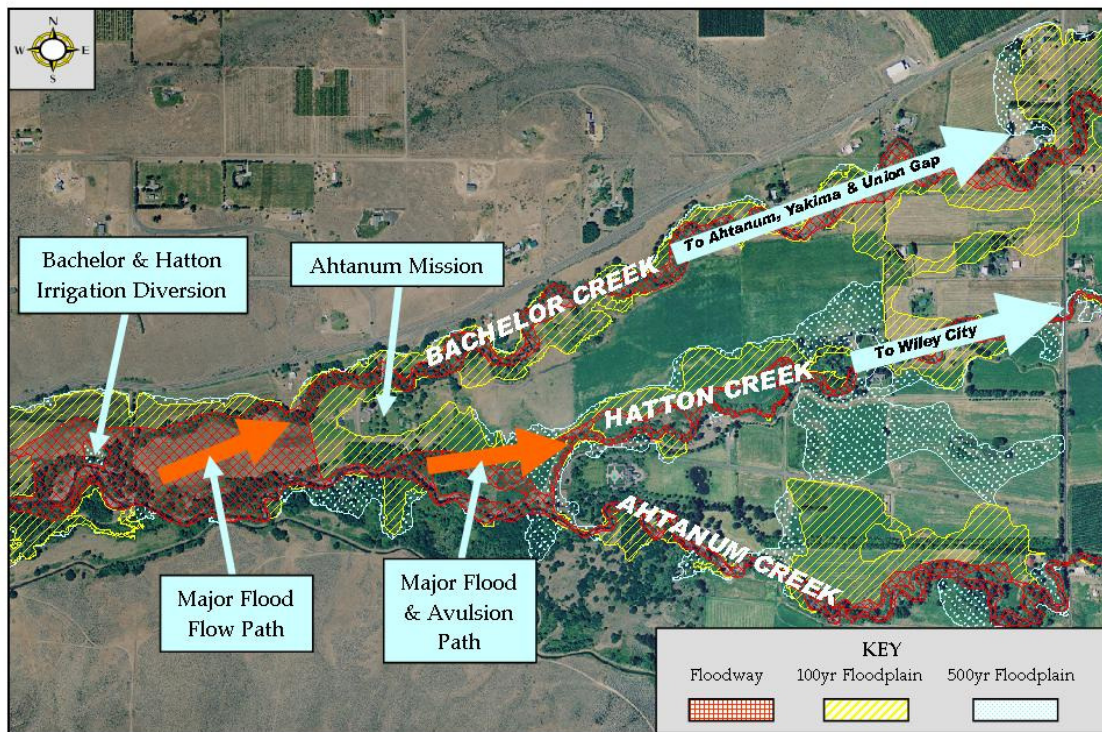 N
W E
S
Bachelor & Hatton
Irrigation Diversion
Ahtanum Mission
To Ahtanum, Yakima & Union Gap
BACHELOR CREEK
To Wiley City
HATTON CREEK
AHTANUM CREEK
Major Flood
Flow Path
Major Flood
& Avulsion
Path
KEY
Floodway 100yr Floodplain 500yr Floodplain